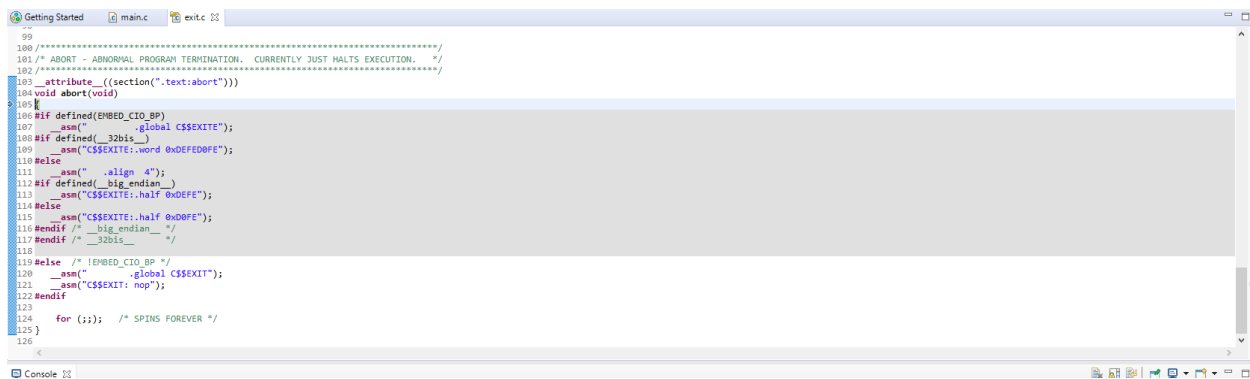 Getting Started main.c exit.c
99
100 /****************************************************************************/
101 /* ABORT - ABNORMAL PROGRAM TERMINATION.  CURRENTLY JUST HALTS EXECUTION.   */
102 /****************************************************************************/
103 __attribute__((section(".text:abort")))
104 void abort(void)
105 {
106 #if defined(EMBED_CIO_BP)
107    __asm("         .global C$$EXITE");
108 #if defined(__32bis__)
109    __asm("C$$EXITE:.word 0xDEFED0FE");
110 #else
111    __asm("   .align  4");
112 #if defined(__big_endian__)
113    __asm("C$$EXITE:.half 0xDEFE");
114 #else
115    __asm("C$$EXITE:.half 0xD0FE");
116 #endif /* __big_endian__ */
117 #endif /* __32bis__      */
118
119 #else  /* !EMBED_CIO_BP */
120    __asm("         .global C$$EXIT");
121    __asm("C$$EXIT: nop");
122 #endif
123
124     for (;;);   /* SPINS FOREVER */
125 }
126
Console